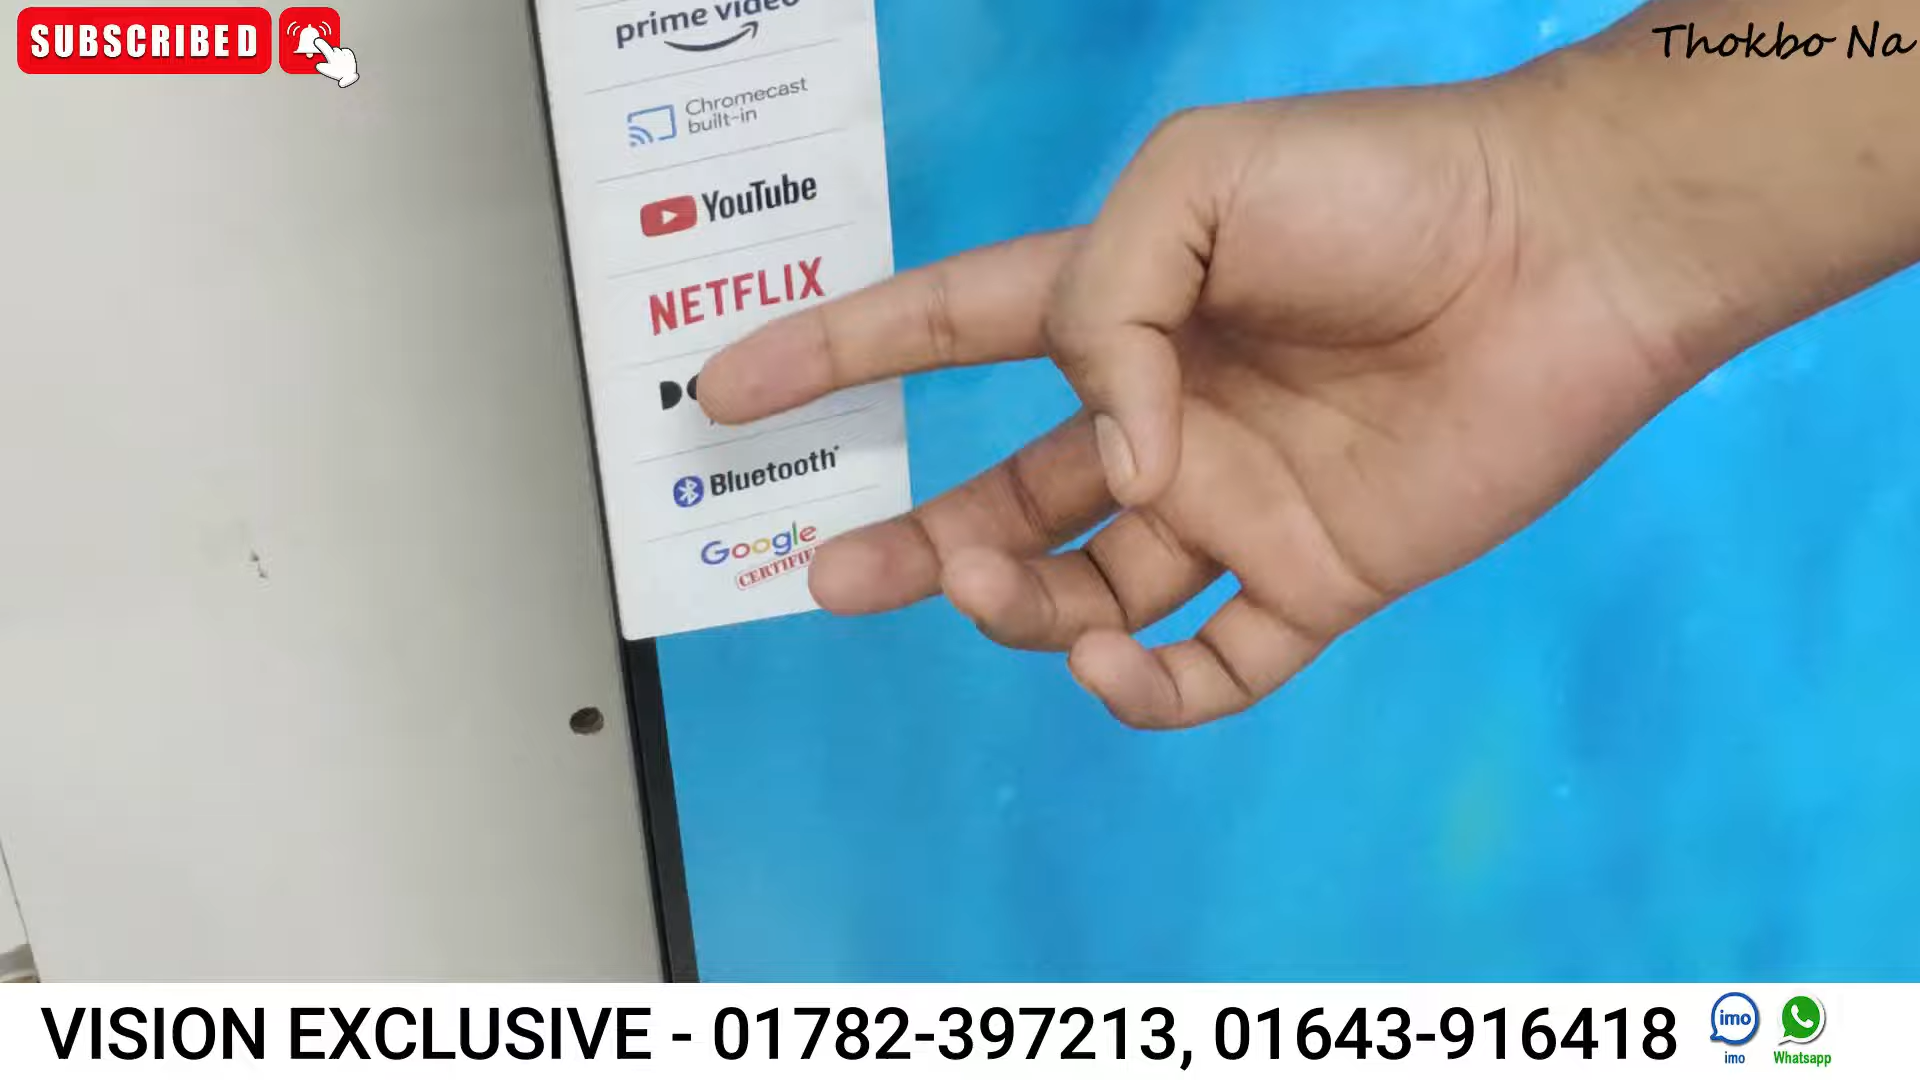 SUBSCRIBED
Thokbo Na
prime video
Chromecast
built-in
YouTube
NETFLIX
Bluetooth
Google
VISION EXCLUSIVE - 01782-397213, 01643-916418
imo
imo
Whatsapp